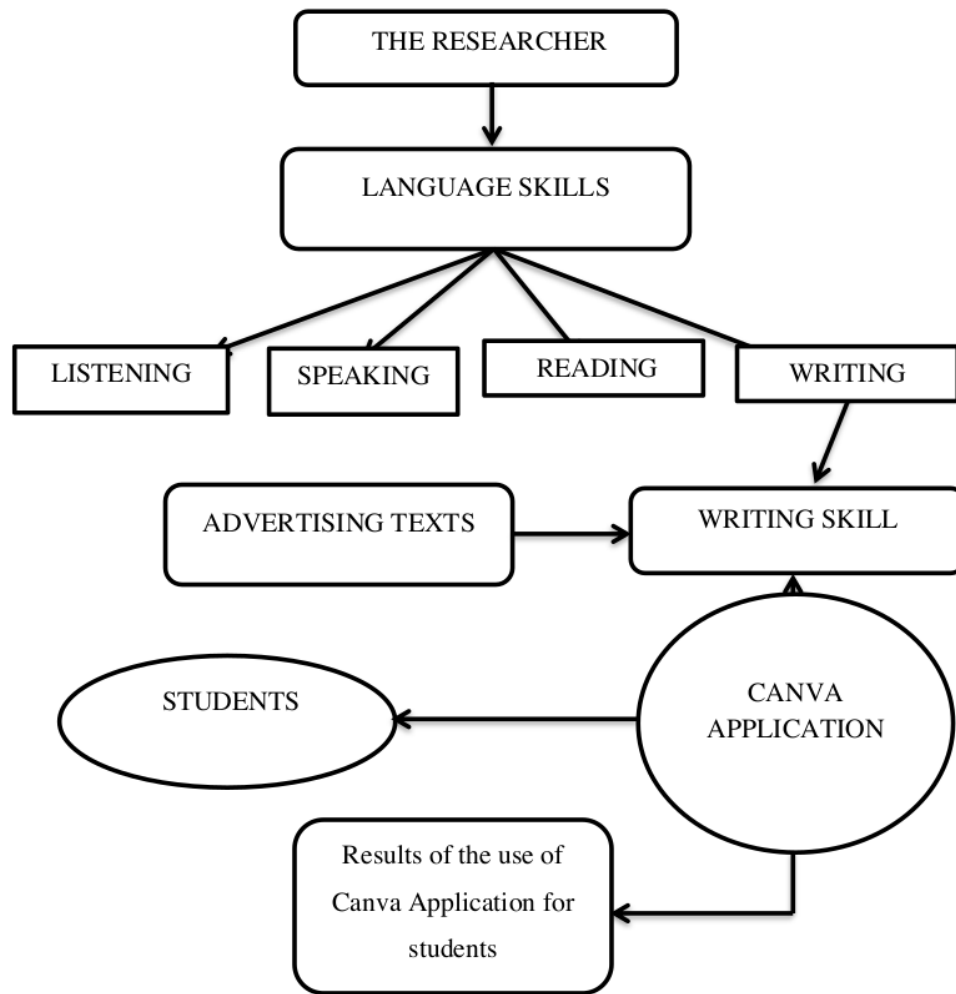 THE RESEARCHER
LANGUAGE SKILLS
LISTENING
SPEAKING
READING
WRITING
ADVERTISING TEXTS
WRITING SKILL
STUDENTS
CANVA
APPLICATION
Results of the use of
Canva Application for
students